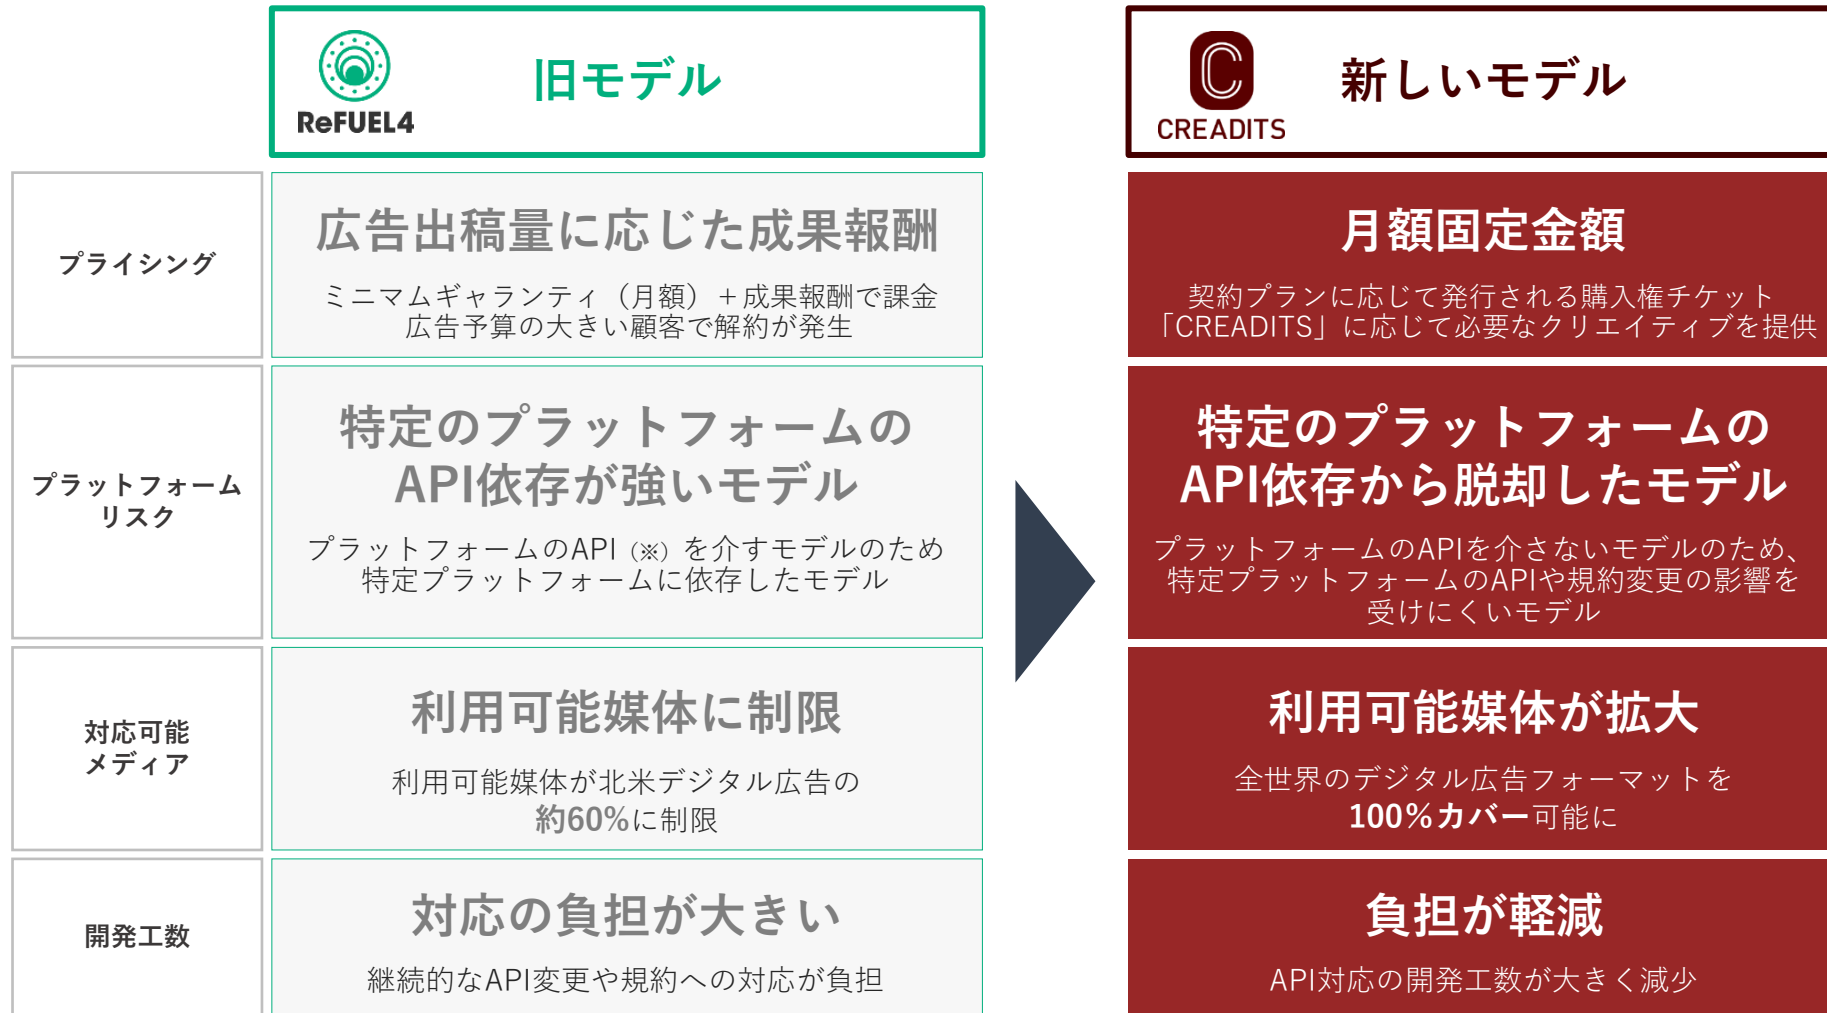 ReFUEL4
旧モデル
CREADITS
新しいモデル
プライシング
広告出稿量に応じた成果報酬
ミニマムギャランティ（月額）＋成果報酬で課金
広告予算の大きい顧客で解約が発生
月額固定金額
契約プランに応じて発行される購入権チケット
「CREADITS」に応じて必要なクリエイティブを提供
プラットフォーム
リスク
特定のプラットフォームの
API依存が強いモデル
プラットフォームのAPI（※）を介すモデルのため
特定プラットフォームに依存したモデル
特定のプラットフォームの
API依存から脱却したモデル
プラットフォームのAPIを介さないモデルのため、
特定プラットフォームのAPIや規約変更の影響を
受けにくいモデル
対応可能
メディア
利用可能媒体に制限
利用可能媒体が北米デジタル広告の
約60%に制限
利用可能媒体が拡大
全世界のデジタル広告フォーマットを
100%カバー可能に
開発工数
対応の負担が大きい
継続的なAPI変更や規約への対応が負担
負担が軽減
API対応の開発工数が大きく減少